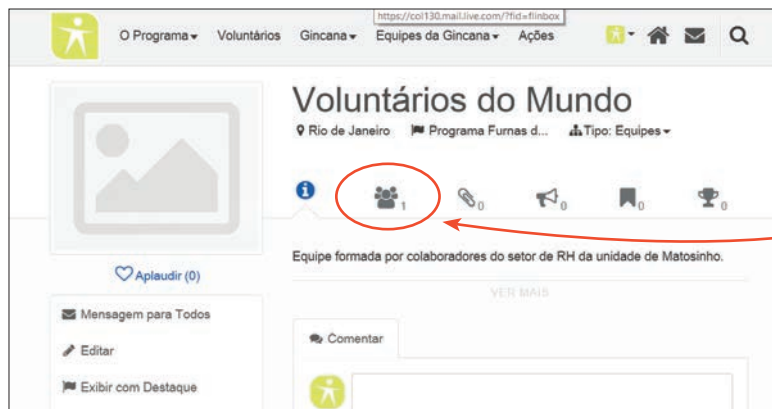 https://col130.mail.live.com/?fid=flinbox
O Programa Voluntários Gincana Equipes da Gincana Ações
Voluntários do Mundo
Rio de Janeiro Programa Furnas d... Tipo: Equipes
1 0 0 0 0
Equipe formada por colaboradores do setor de RH da unidade de Matosinho.
VER MAIS
Aplaudir (0)
Mensagem para Todos
Editar
Exibir com Destaque
Comentar